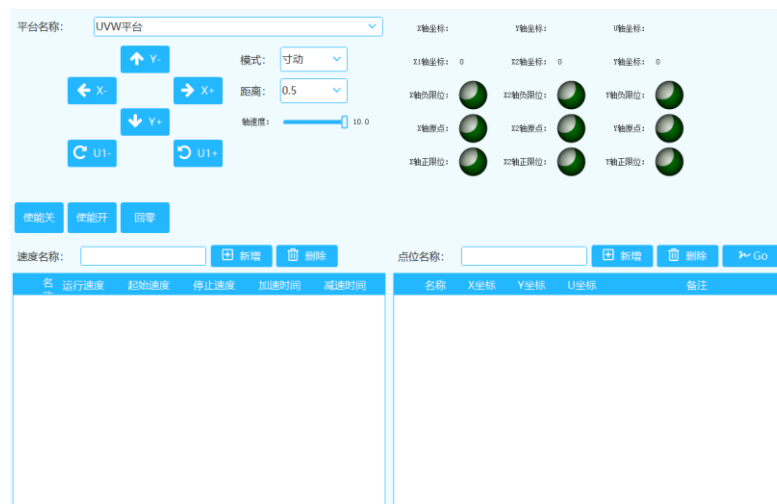 平台名称: UVW平台
X轴坐标: Y轴坐标: U轴坐标:
Y- 模式: 寸动
X1轴坐标: 0 X2轴坐标: 0 Y轴坐标: 0
X- X+ 距离: 0.5
X轴负限位: X2轴负限位: Y轴负限位:
Y+ 轴速度: 10.0
X轴原点: X2轴原点: Y轴原点:
U1- U1+
X轴正限位: X2轴正限位: Y轴正限位:
使能关 使能开 回零
速度名称: 新增 删除 点位名称: 新增 删除 Go
名 运行速度 起始速度 停止速度 加速时间 减速时间 名称 X坐标 Y坐标 U坐标 备注